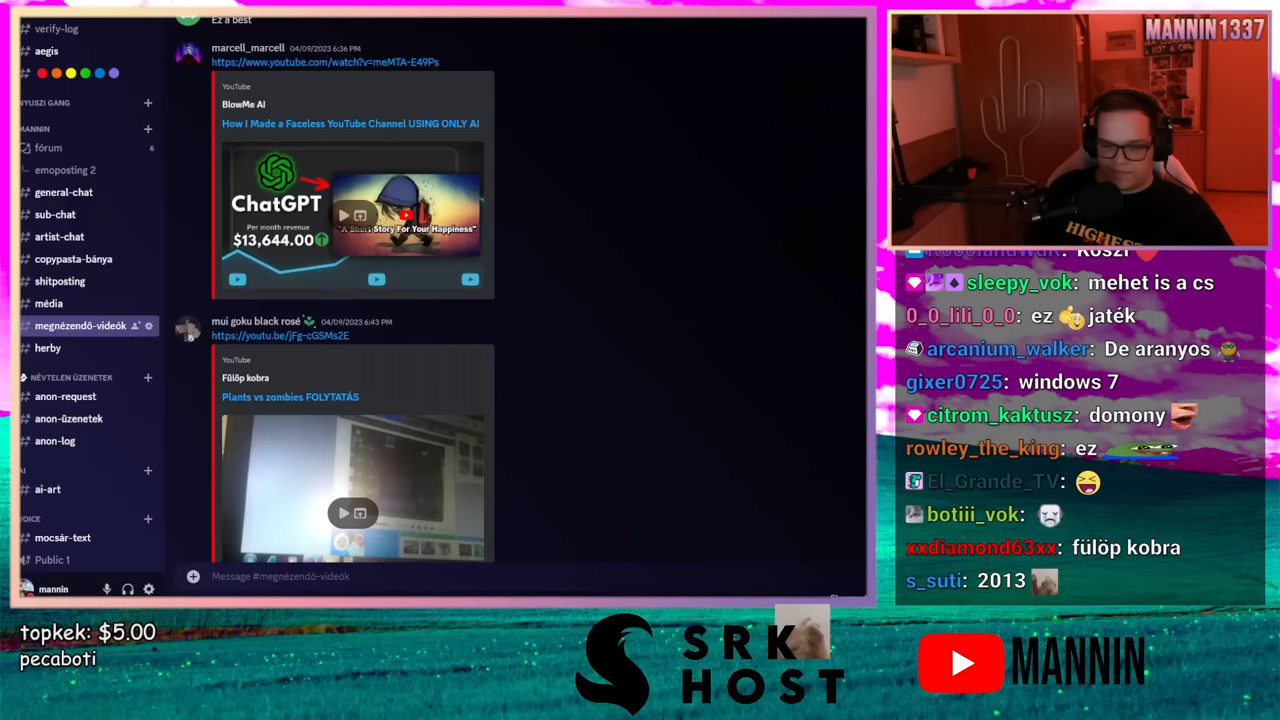 verify-log
aegis
NYUSZI GANG
MANNIN
fórum 6
emoposting 2
general-chat
sub-chat
artist-chat
copypasta-bánya
shitposting
média
megnézendő-videók
herby
NÉVTELEN ÜZENETEK
anon-request
anon-üzenetek
anon-log
AI
ai-art
VOICE
mocsár-text
Public 1
mannin
Ez a best
marcell_marcell 04/09/2023 6:36 PM
https://www.youtube.com/watch?v=meMTA-E49Ps
YouTube
BlowMe AI
How I Made a Faceless YouTube Channel USING ONLY AI
ChatGPT
Per month revenue
$13,644.00
"A Short Story For Your Happiness"
mui goku black rosé 04/09/2023 6:43 PM
https://youtu.be/jFg-cGSMs2E
YouTube
Fülöp kobra
Plants vs zombies FOLYTATÁS
Message #megnézendő-videók
MANNIN1337
HIGHEST
sleepy_vok: mehet is a cs
0_0_lili_0_0: ez jaték
arcanium_walker: De aranyos
gixer0725: windows 7
citrom_kaktusz: domony
rowley_the_king: ez
El_Grande_TV:
botiii_vok:
xxdiamond63xx: fülöp kobra
s_suti: 2013
topkek: $5.00
pecaboti
SRK
HOST
MANNIN